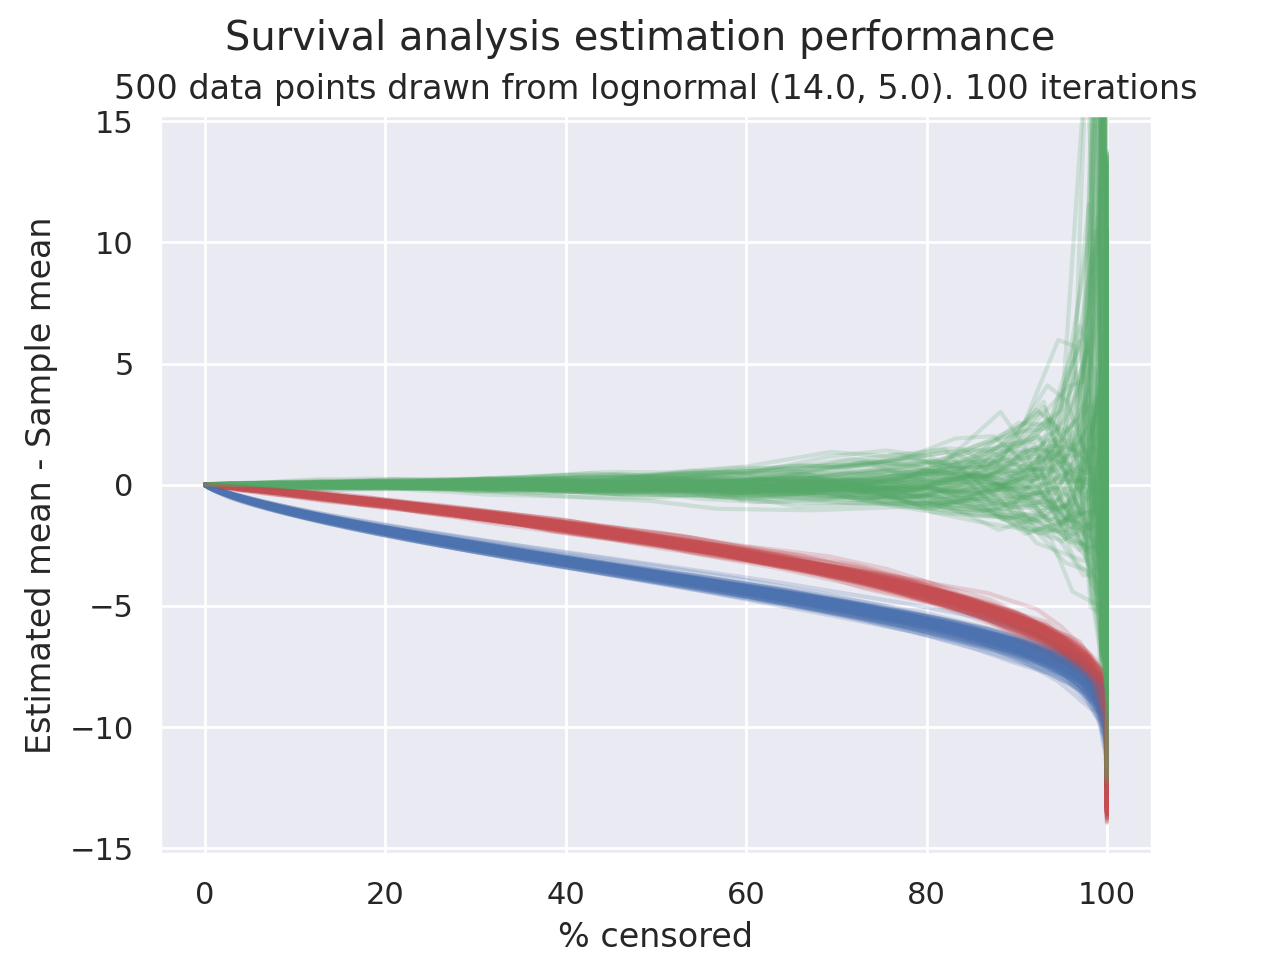 Survival analysis estimation performance
500 data points drawn from lognormal (14.0, 5.0). 100 iterations
15
10
5
0
−5
−10
−15
Estimated mean - Sample mean
0 20 40 60 80 100
% censored